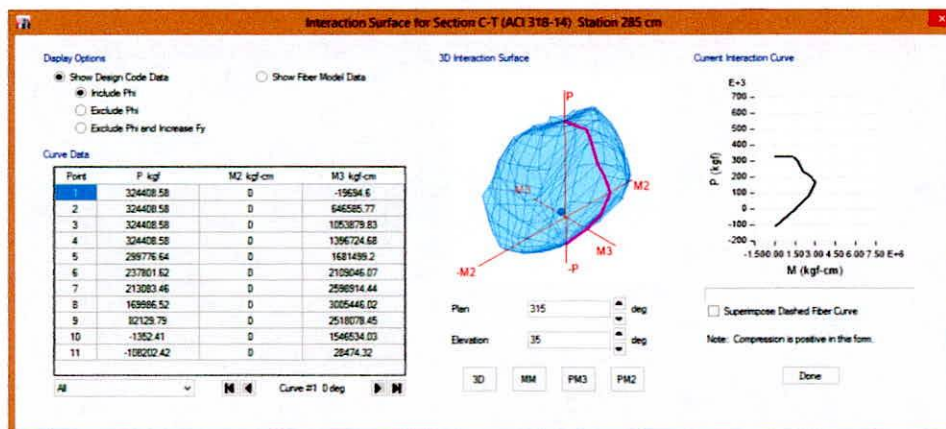 Interaction Surface for Section C-T (ACI 318-14) Station 285 cm
Display Options
Show Design Code Data
Show Fiber Model Data
Include Phi
Exclude Phi
Exclude Phi and Increase Fy
Curve Data
Point P kgf M2 kgf-cm M3 kgf-cm
1 324408.58 0 -19694.6
2 324408.58 0 646585.77
3 324408.58 0 1053879.83
4 324408.58 0 1396724.68
5 299776.64 0 1681499.2
6 237801.62 0 2109046.07
7 213083.46 0 2598914.44
8 169986.52 0 3005446.02
9 82129.79 0 2518078.45
10 -1352.41 0 1546534.03
11 -108202.42 0 28474.32
All
Curve #1 0 deg
3D Interaction Surface
P
M2
-M3
M3
-M2
-P
Plan 315 deg
Elevation 35 deg
3D MM PM3 PM2
Current Interaction Curve
E+3
700
600
500
400
300
200
100
0
-100
-200
P (kgf)
-1.50 0.00 1.50 3.00 4.50 6.00 7.50 E+6
M (kgf-cm)
Superimpose Dashed Fiber Curve
Note: Compression is positive in this form.
Done